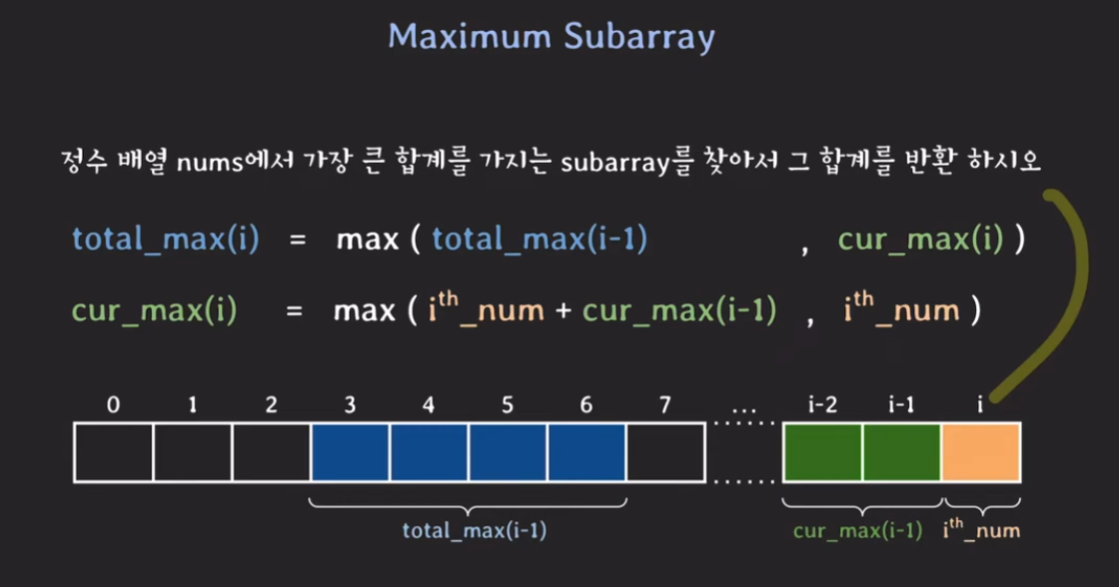 Maximum Subarray
정수 배열 nums에서 가장 큰 합계를 가지는 subarray를 찾아서 그 합계를 반환 하시오
total_max(i) = max ( total_max(i-1) , cur_max(i) )
cur_max(i) = max ( iᵗʰ_num + cur_max(i-1) , iᵗʰ_num )
0 1 2 3 4 5 6 7 ... i-2 i-1 i
total_max(i-1) cur_max(i-1) iᵗʰ_num